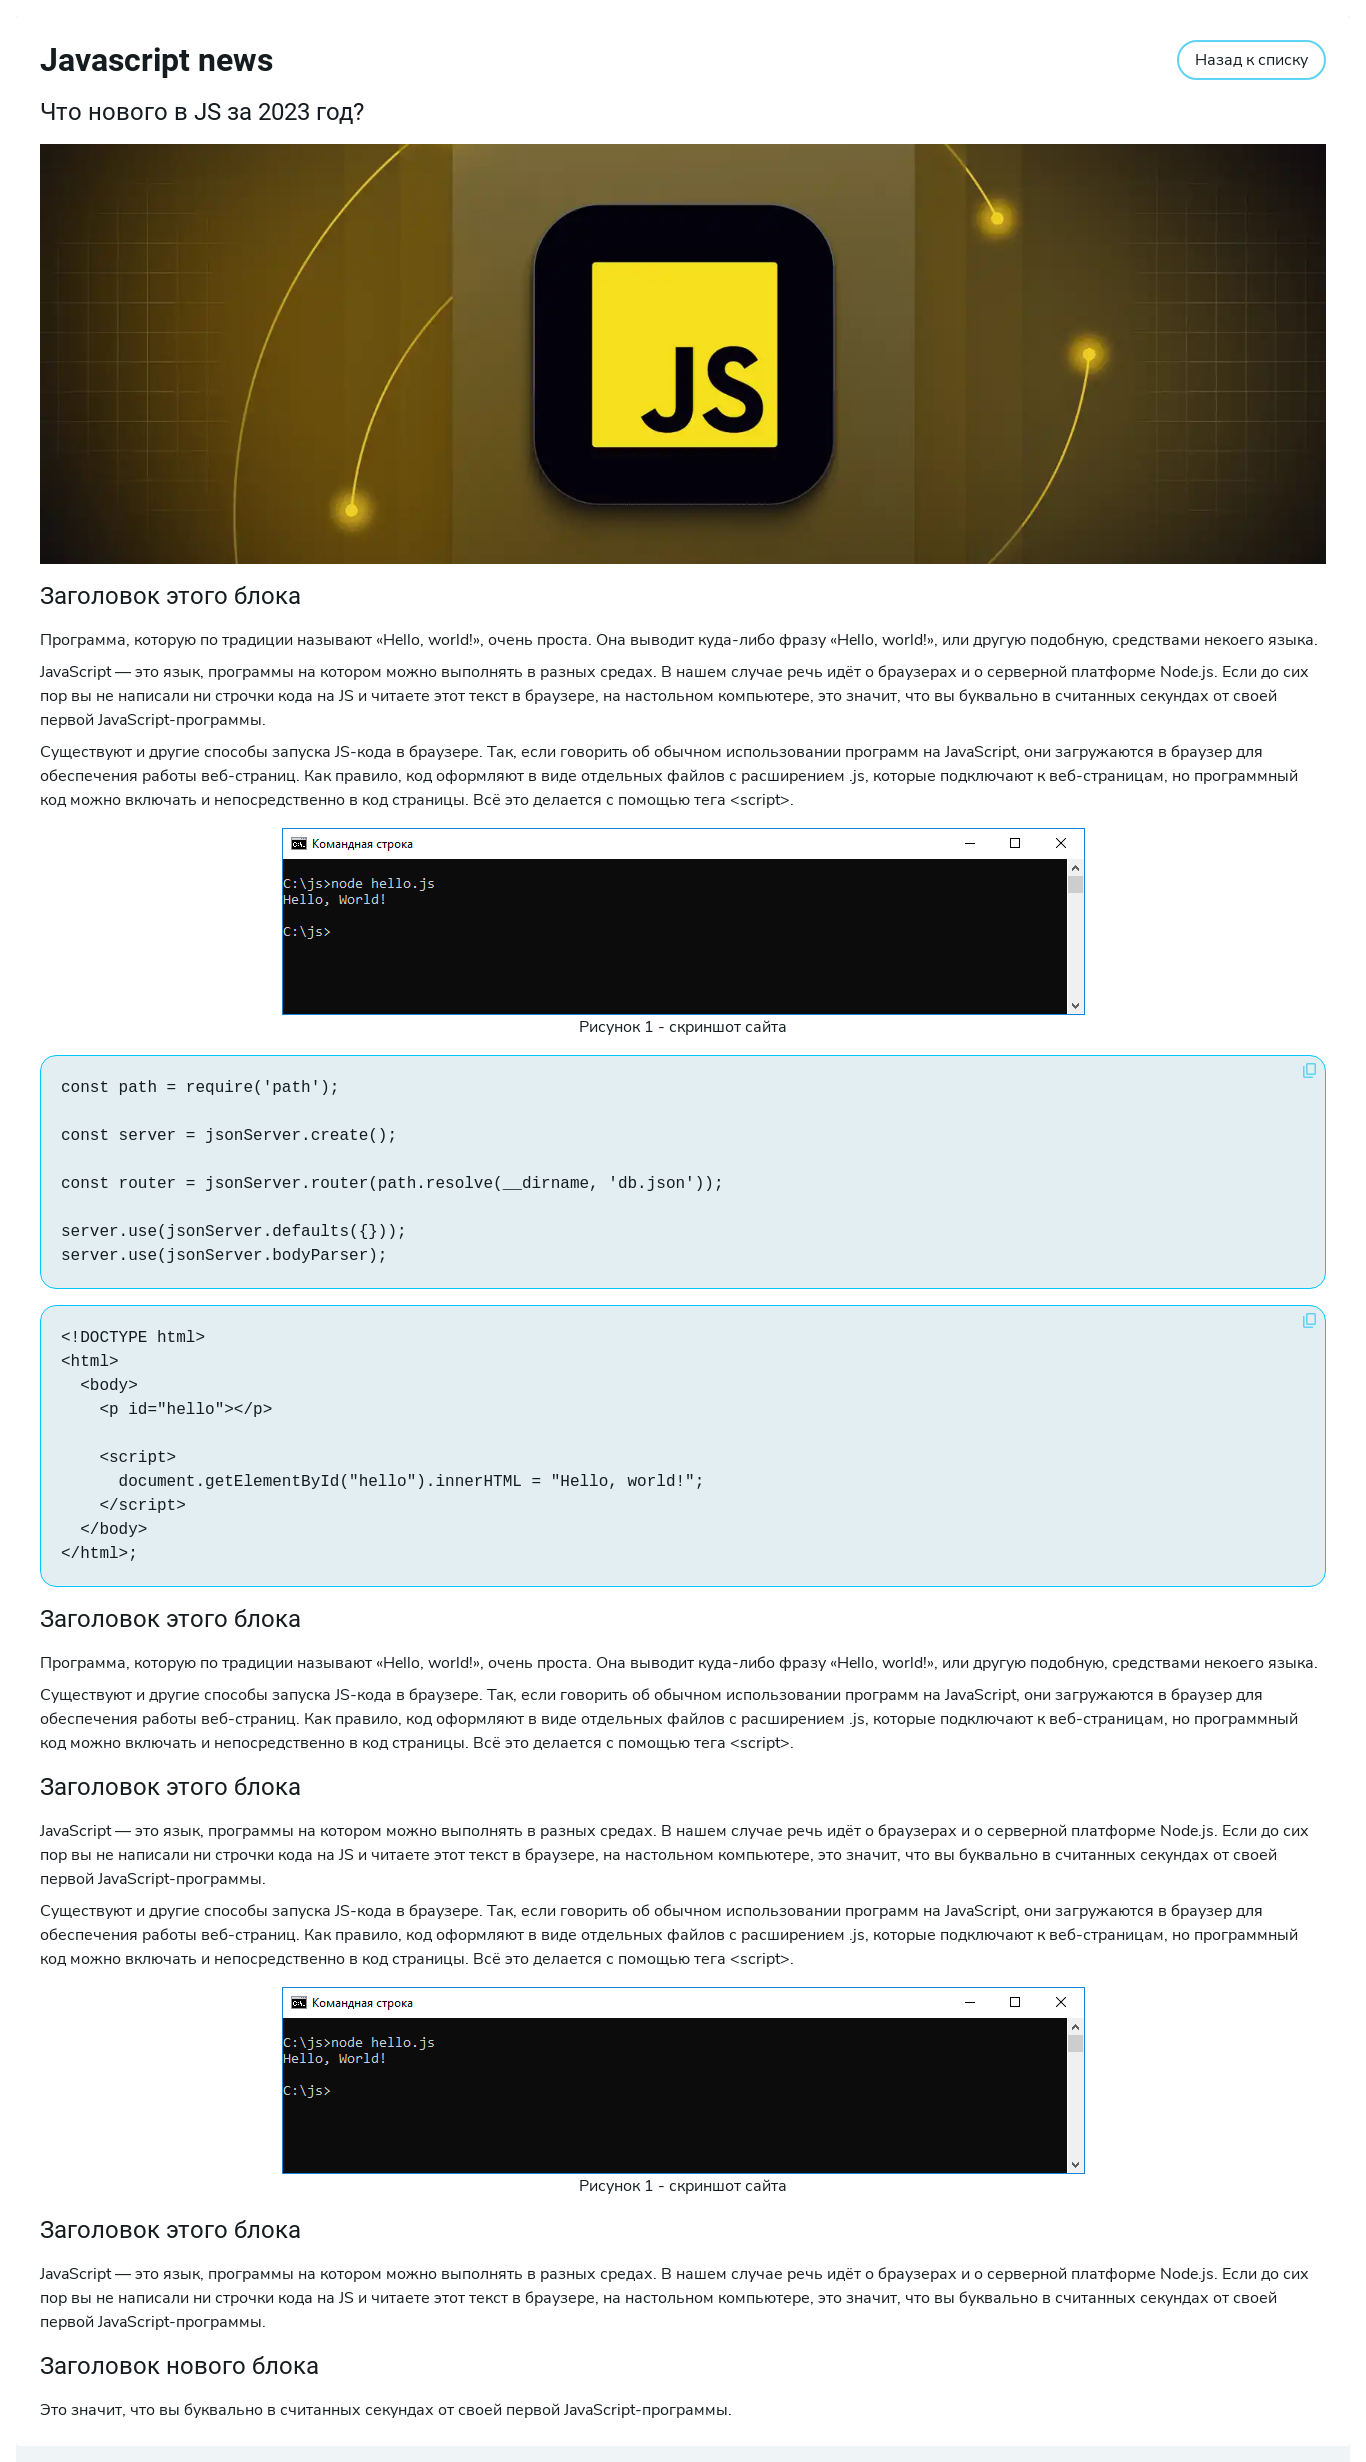 Javascript news
Назад к списку
Что нового в JS за 2023 год?
JS
Заголовок этого блока
Программа, которую по традиции называют «Hello, world!», очень проста. Она выводит куда-либо фразу «Hello, world!», или другую подобную, средствами некоего языка.
JavaScript — это язык, программы на котором можно выполнять в разных средах. В нашем случае речь идёт о браузерах и о серверной платформе Node.js. Если до сих
пор вы не написали ни строчки кода на JS и читаете этот текст в браузере, на настольном компьютере, это значит, что вы буквально в считанных секундах от своей
первой JavaScript-программы.
Существуют и другие способы запуска JS-кода в браузере. Так, если говорить об обычном использовании программ на JavaScript, они загружаются в браузер для
обеспечения работы веб-страниц. Как правило, код оформляют в виде отдельных файлов с расширением .js, которые подключают к веб-страницам, но программный
код можно включать и непосредственно в код страницы. Всё это делается с помощью тега <script>.
Командная строка
C:\js>node hello.js
Hello, World!
C:\js>
Рисунок 1 - скриншот сайта
const path = require('path');
const server = jsonServer.create();
const router = jsonServer.router(path.resolve(__dirname, 'db.json'));
server.use(jsonServer.defaults({}));
server.use(jsonServer.bodyParser);
<!DOCTYPE html>
<html>
  <body>
    <p id="hello"></p>
    <script>
      document.getElementById("hello").innerHTML = "Hello, world!";
    </script>
  </body>
</html>;
Заголовок этого блока
Программа, которую по традиции называют «Hello, world!», очень проста. Она выводит куда-либо фразу «Hello, world!», или другую подобную, средствами некоего языка.
Существуют и другие способы запуска JS-кода в браузере. Так, если говорить об обычном использовании программ на JavaScript, они загружаются в браузер для
обеспечения работы веб-страниц. Как правило, код оформляют в виде отдельных файлов с расширением .js, которые подключают к веб-страницам, но программный
код можно включать и непосредственно в код страницы. Всё это делается с помощью тега <script>.
Заголовок этого блока
JavaScript — это язык, программы на котором можно выполнять в разных средах. В нашем случае речь идёт о браузерах и о серверной платформе Node.js. Если до сих
пор вы не написали ни строчки кода на JS и читаете этот текст в браузере, на настольном компьютере, это значит, что вы буквально в считанных секундах от своей
первой JavaScript-программы.
Существуют и другие способы запуска JS-кода в браузере. Так, если говорить об обычном использовании программ на JavaScript, они загружаются в браузер для
обеспечения работы веб-страниц. Как правило, код оформляют в виде отдельных файлов с расширением .js, которые подключают к веб-страницам, но программный
код можно включать и непосредственно в код страницы. Всё это делается с помощью тега <script>.
Командная строка
C:\js>node hello.js
Hello, World!
C:\js>
Рисунок 1 - скриншот сайта
Заголовок этого блока
JavaScript — это язык, программы на котором можно выполнять в разных средах. В нашем случае речь идёт о браузерах и о серверной платформе Node.js. Если до сих
пор вы не написали ни строчки кода на JS и читаете этот текст в браузере, на настольном компьютере, это значит, что вы буквально в считанных секундах от своей
первой JavaScript-программы.
Заголовок нового блока
Это значит, что вы буквально в считанных секундах от своей первой JavaScript-программы.